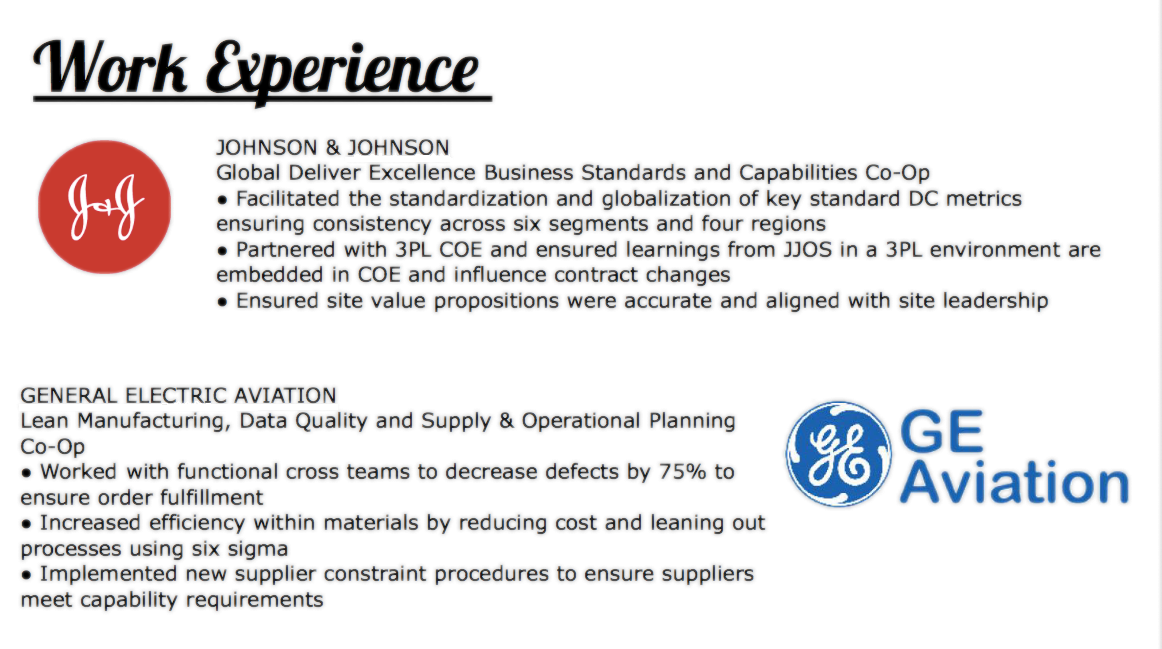 Work Experience
J&J
JOHNSON & JOHNSON
Global Deliver Excellence Business Standards and Capabilities Co-Op
• Facilitated the standardization and globalization of key standard DC metrics
ensuring consistency across six segments and four regions
• Partnered with 3PL COE and ensured learnings from JJOS in a 3PL environment are
embedded in COE and influence contract changes
• Ensured site value propositions were accurate and aligned with site leadership
GENERAL ELECTRIC AVIATION
Lean Manufacturing, Data Quality and Supply & Operational Planning
Co-Op
• Worked with functional cross teams to decrease defects by 75% to
ensure order fulfillment
• Increased efficiency within materials by reducing cost and leaning out
processes using six sigma
• Implemented new supplier constraint procedures to ensure suppliers
meet capability requirements
GE
GE
Aviation